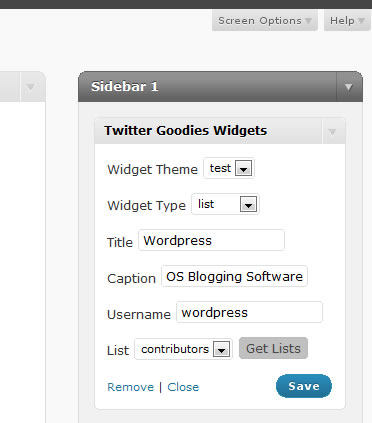 Screen Options Help
Sidebar 1
Twitter Goodies Widgets
Widget Theme test
Widget Type list
Title Wordpress
Caption OS Blogging Software
Username wordpress
List contributors Get Lists
Remove | Close Save